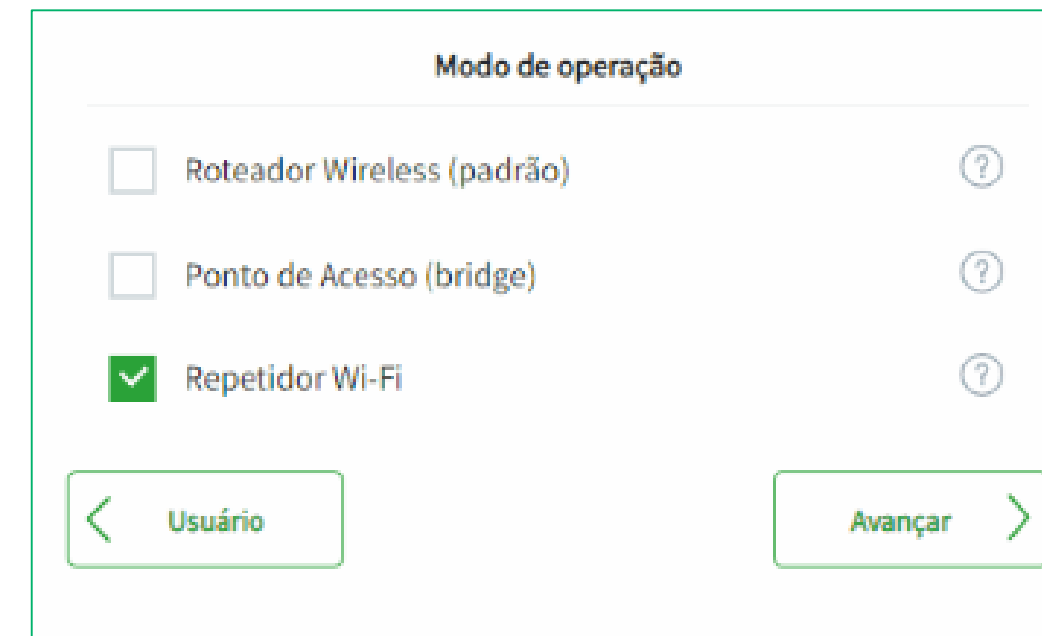 Modo de operação
Roteador Wireless (padrão) ?
Ponto de Acesso (bridge) ?
Repetidor Wi-Fi ?
Usuário Avançar